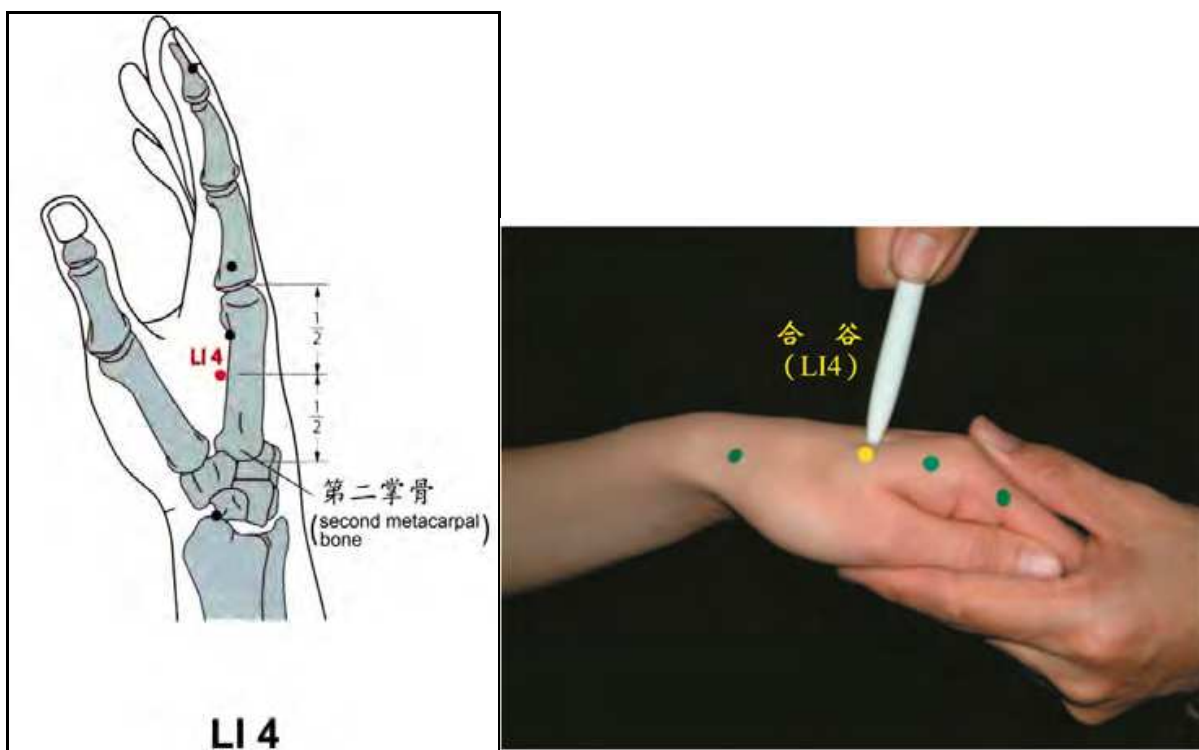 LI 4
1/2
1/2
第二掌骨
(second metacarpal
bone)
LI 4
合 谷
(LI4)